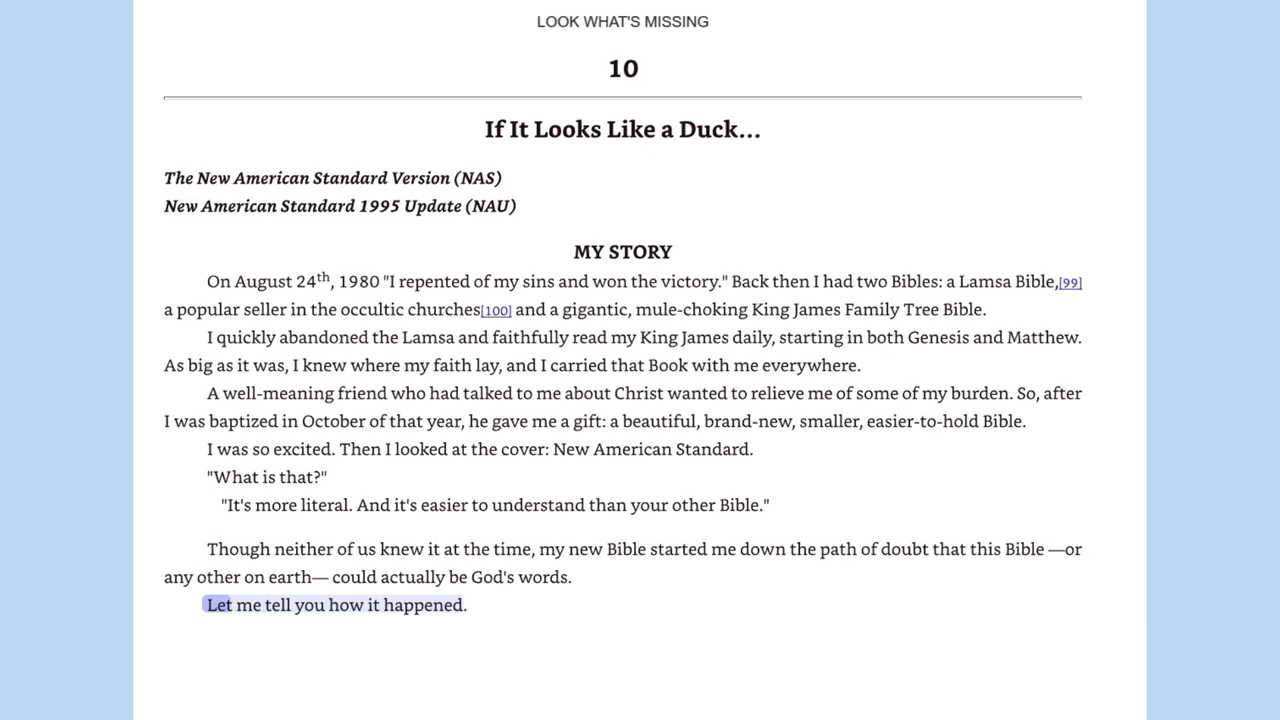 LOOK WHAT'S MISSING
10
If It Looks Like a Duck...
The New American Standard Version (NAS)
New American Standard 1995 Update (NAU)
MY STORY
On August 24th, 1980 "I repented of my sins and won the victory." Back then I had two Bibles: a Lamsa Bible,[99]
a popular seller in the occultic churches[100] and a gigantic, mule-choking King James Family Tree Bible.
I quickly abandoned the Lamsa and faithfully read my King James daily, starting in both Genesis and Matthew.
As big as it was, I knew where my faith lay, and I carried that Book with me everywhere.
A well-meaning friend who had talked to me about Christ wanted to relieve me of some of my burden. So, after
I was baptized in October of that year, he gave me a gift: a beautiful, brand-new, smaller, easier-to-hold Bible.
I was so excited. Then I looked at the cover: New American Standard.
"What is that?"
"It's more literal. And it's easier to understand than your other Bible."
Though neither of us knew it at the time, my new Bible started me down the path of doubt that this Bible —or
any other on earth— could actually be God's words.
Let me tell you how it happened.